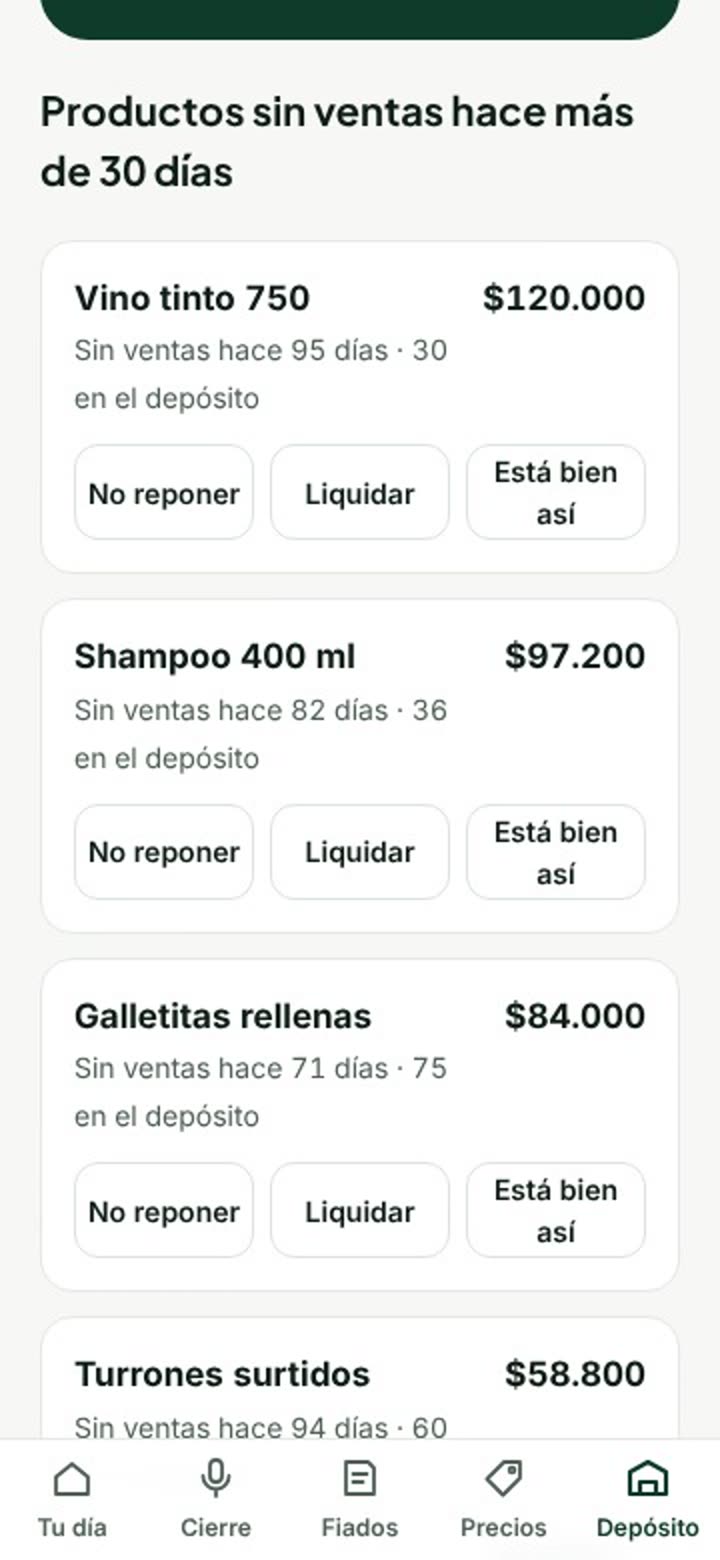 Productos sin ventas hace más
de 30 días
Vino tinto 750 $120.000
Sin ventas hace 95 días · 30
en el depósito
No reponer Liquidar Está bien
así
Shampoo 400 ml $97.200
Sin ventas hace 82 días · 36
en el depósito
No reponer Liquidar Está bien
así
Galletitas rellenas $84.000
Sin ventas hace 71 días · 75
en el depósito
No reponer Liquidar Está bien
así
Turrones surtidos $58.800
Sin ventas hace 94 días · 60
Tu día Cierre Fiados Precios Depósito